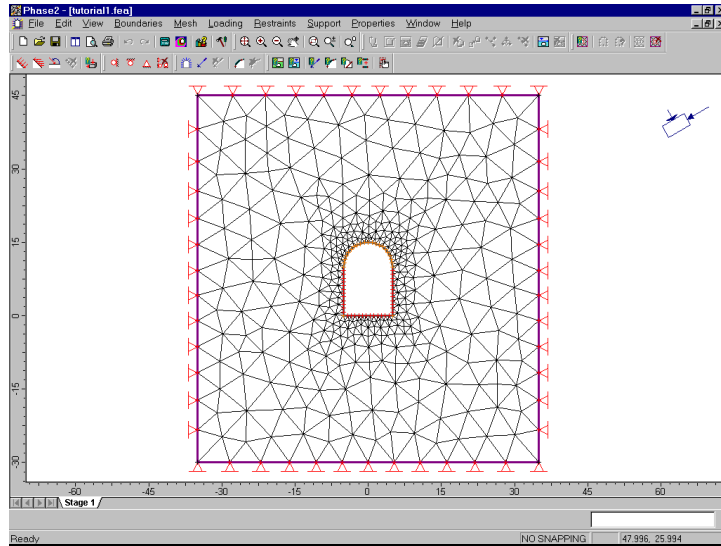 Phase2 - [tutorial1.fea]
File Edit View Boundaries Mesh Loading Restraints Support Properties Window Help
45
30
15
0
-15
-30
-60 -45 -30 -15 0 15 30 45 60
Stage 1
Ready NO SNAPPING 47.996, 25.994